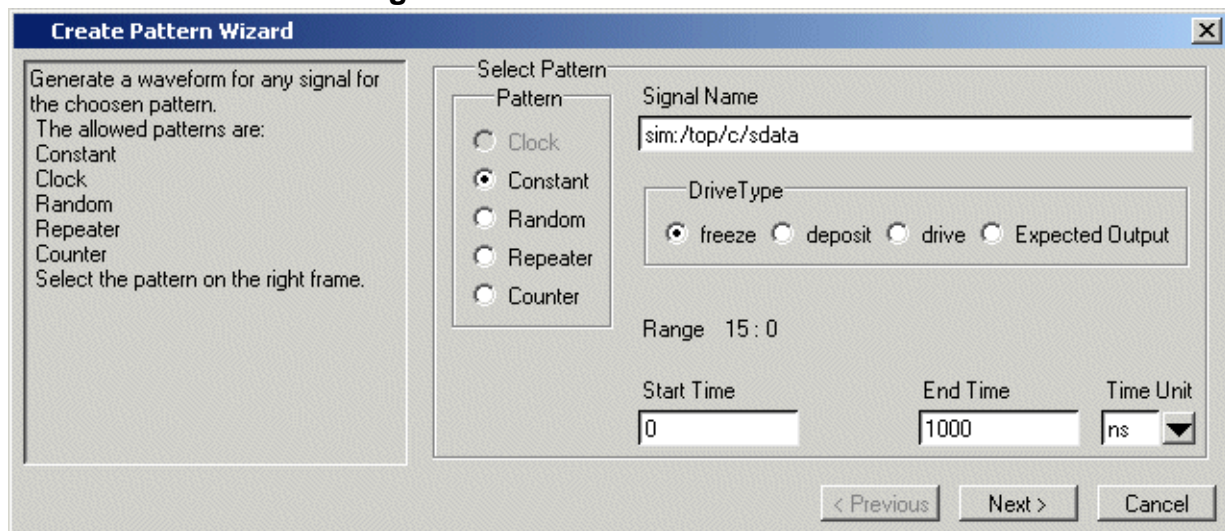 Create Pattern Wizard
Generate a waveform for any signal for
the choosen pattern.
The allowed patterns are:
Constant
Clock
Random
Repeater
Counter
Select the pattern on the right frame.
Select Pattern
Pattern
Clock
Constant
Random
Repeater
Counter
Signal Name
sim:/top/c/sdata
DriveType
freeze deposit drive Expected Output
Range 15 : 0
Start Time End Time Time Unit
0 1000 ns
< Previous Next > Cancel